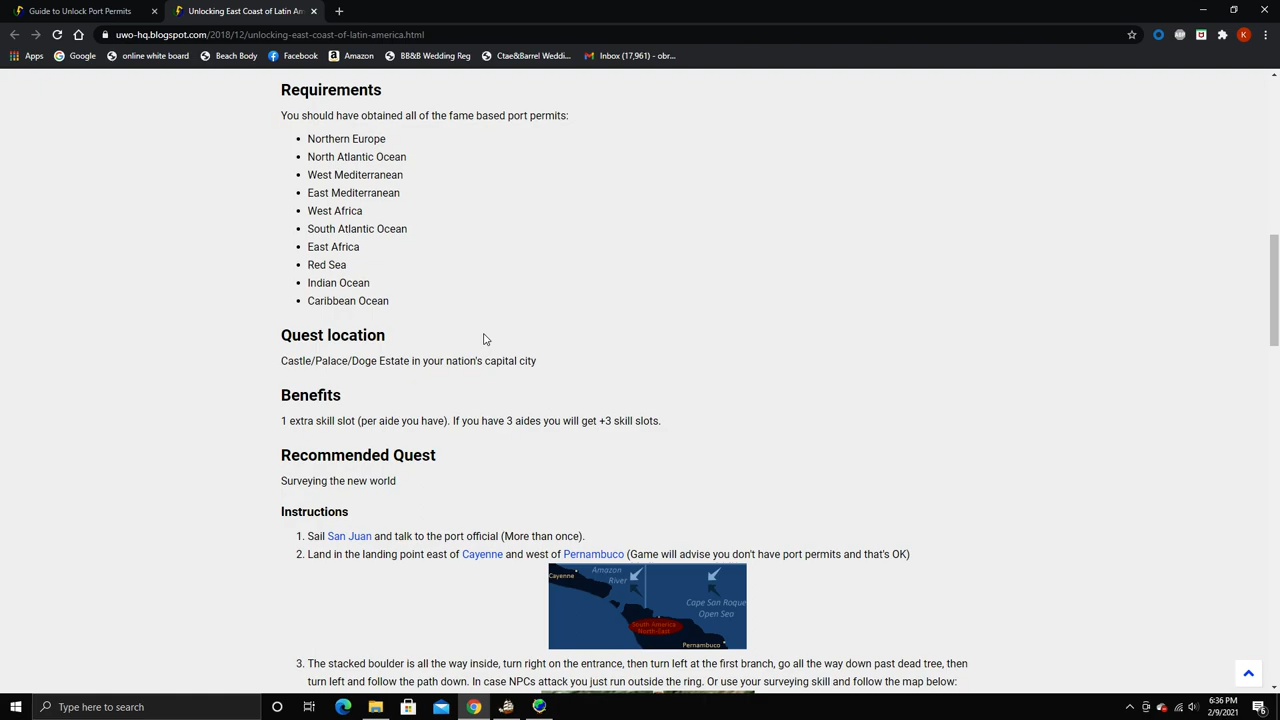 Guide to Unlock Port Permits
Unlocking East Coast of Latin Am
uwo-hq.blogspot.com/2018/12/unlocking-east-coast-of-latin-america.html
Apps Google online white board Beach Body Facebook Amazon BB&B Wedding Reg Ctae&Barrel Weddi... Inbox (17,961) - obr...
K
Requirements
You should have obtained all of the fame based port permits:
• Northern Europe
• North Atlantic Ocean
• West Mediterranean
• East Mediterranean
• West Africa
• South Atlantic Ocean
• East Africa
• Red Sea
• Indian Ocean
• Caribbean Ocean
Quest location
Castle/Palace/Doge Estate in your nation's capital city
Benefits
1 extra skill slot (per aide you have). If you have 3 aides you will get +3 skill slots.
Recommended Quest
Surveying the new world
Instructions
1. Sail San Juan and talk to the port official (More than once).
2. Land in the landing point east of Cayenne and west of Pernambuco (Game will advise you don't have port permits and that's OK)
Cayenne
Amazon
River
Cape San Roque
Open Sea
South America
North-East
Pernambuco
3. The stacked boulder is all the way inside, turn right on the entrance, then turn left at the first branch, go all the way down past dead tree, then
turn left and follow the path down. In case NPCs attack you just run outside the ring. Or use your surveying skill and follow the map below:
Type here to search
6:36 PM
2/9/2021